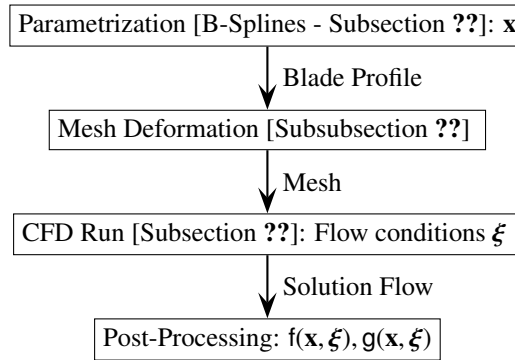 Parametrization [B-Splines - Subsection ??]: x
Blade Profile
Mesh Deformation [Subsubsection ??]
Mesh
CFD Run [Subsection ??]: Flow conditions ξ
Solution Flow
Post-Processing: f(x, ξ), g(x, ξ)